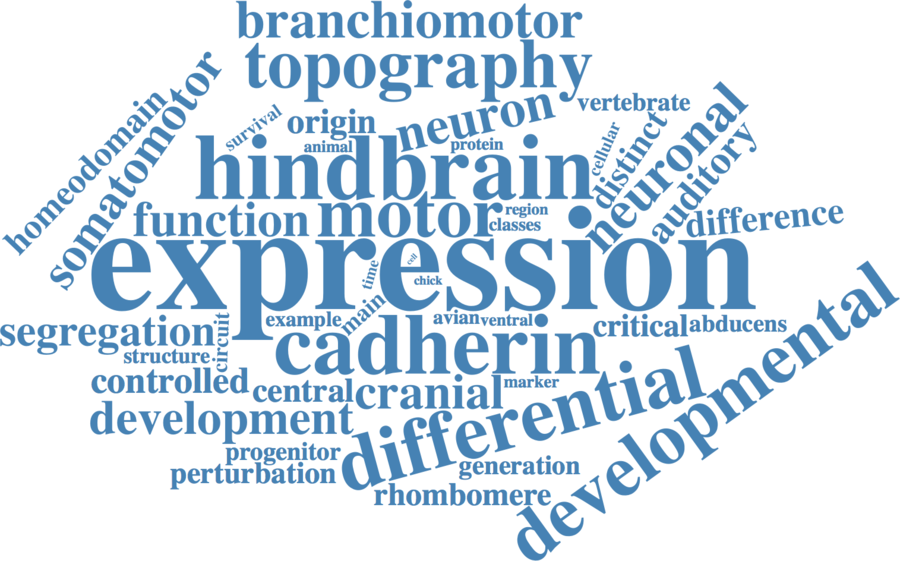 branchiomotor
topography
somatomotor
homeodomain
survival
origin
animal
neuron
protein
vertebrate
cellular
distinct
neuronal
auditory
hindbrain
function
motor
region
classes
difference
expression
time
cell
chick
segregation
circuit
structure
example
main
avian
ventral
critical
abducens
cadherin
controlled
central
cranial
marker
development
differential
developmental
progenitor
perturbation
generation
rhombomere